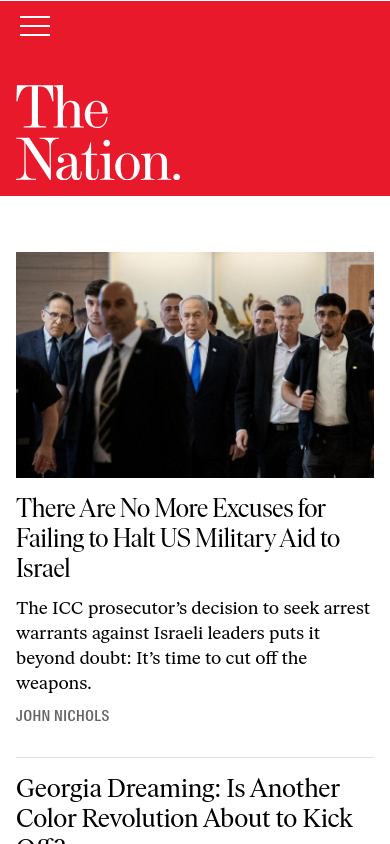 The
Nation.
There Are No More Excuses for
Failing to Halt US Military Aid to
Israel
The ICC prosecutor’s decision to seek arrest
warrants against Israeli leaders puts it
beyond doubt: It’s time to cut off the
weapons.
JOHN NICHOLS
Georgia Dreaming: Is Another
Color Revolution About to Kick
Off?